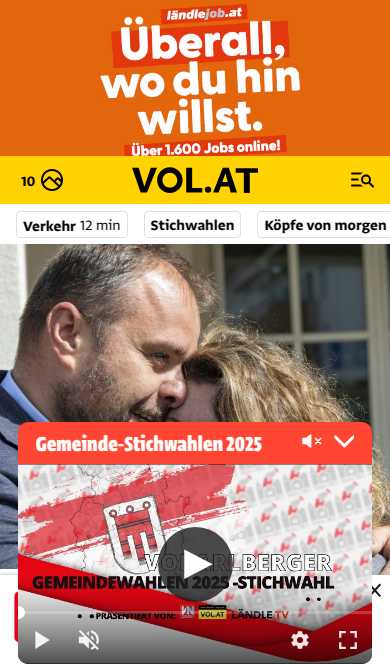 ländlejob.at
Überall,
wo du hin
willst.
Über 1.600 Jobs online!
10
VOL.AT
Verkehr 12 min
Stichwahlen
Köpfe von morgen
Gemeinde-Stichwahlen 2025
VORARLBERGER
GEMEINDEWAHLEN 2025 -STICHWAHL
PRÄSENTIERT VON: VN VOL.AT LÄNDLE TV